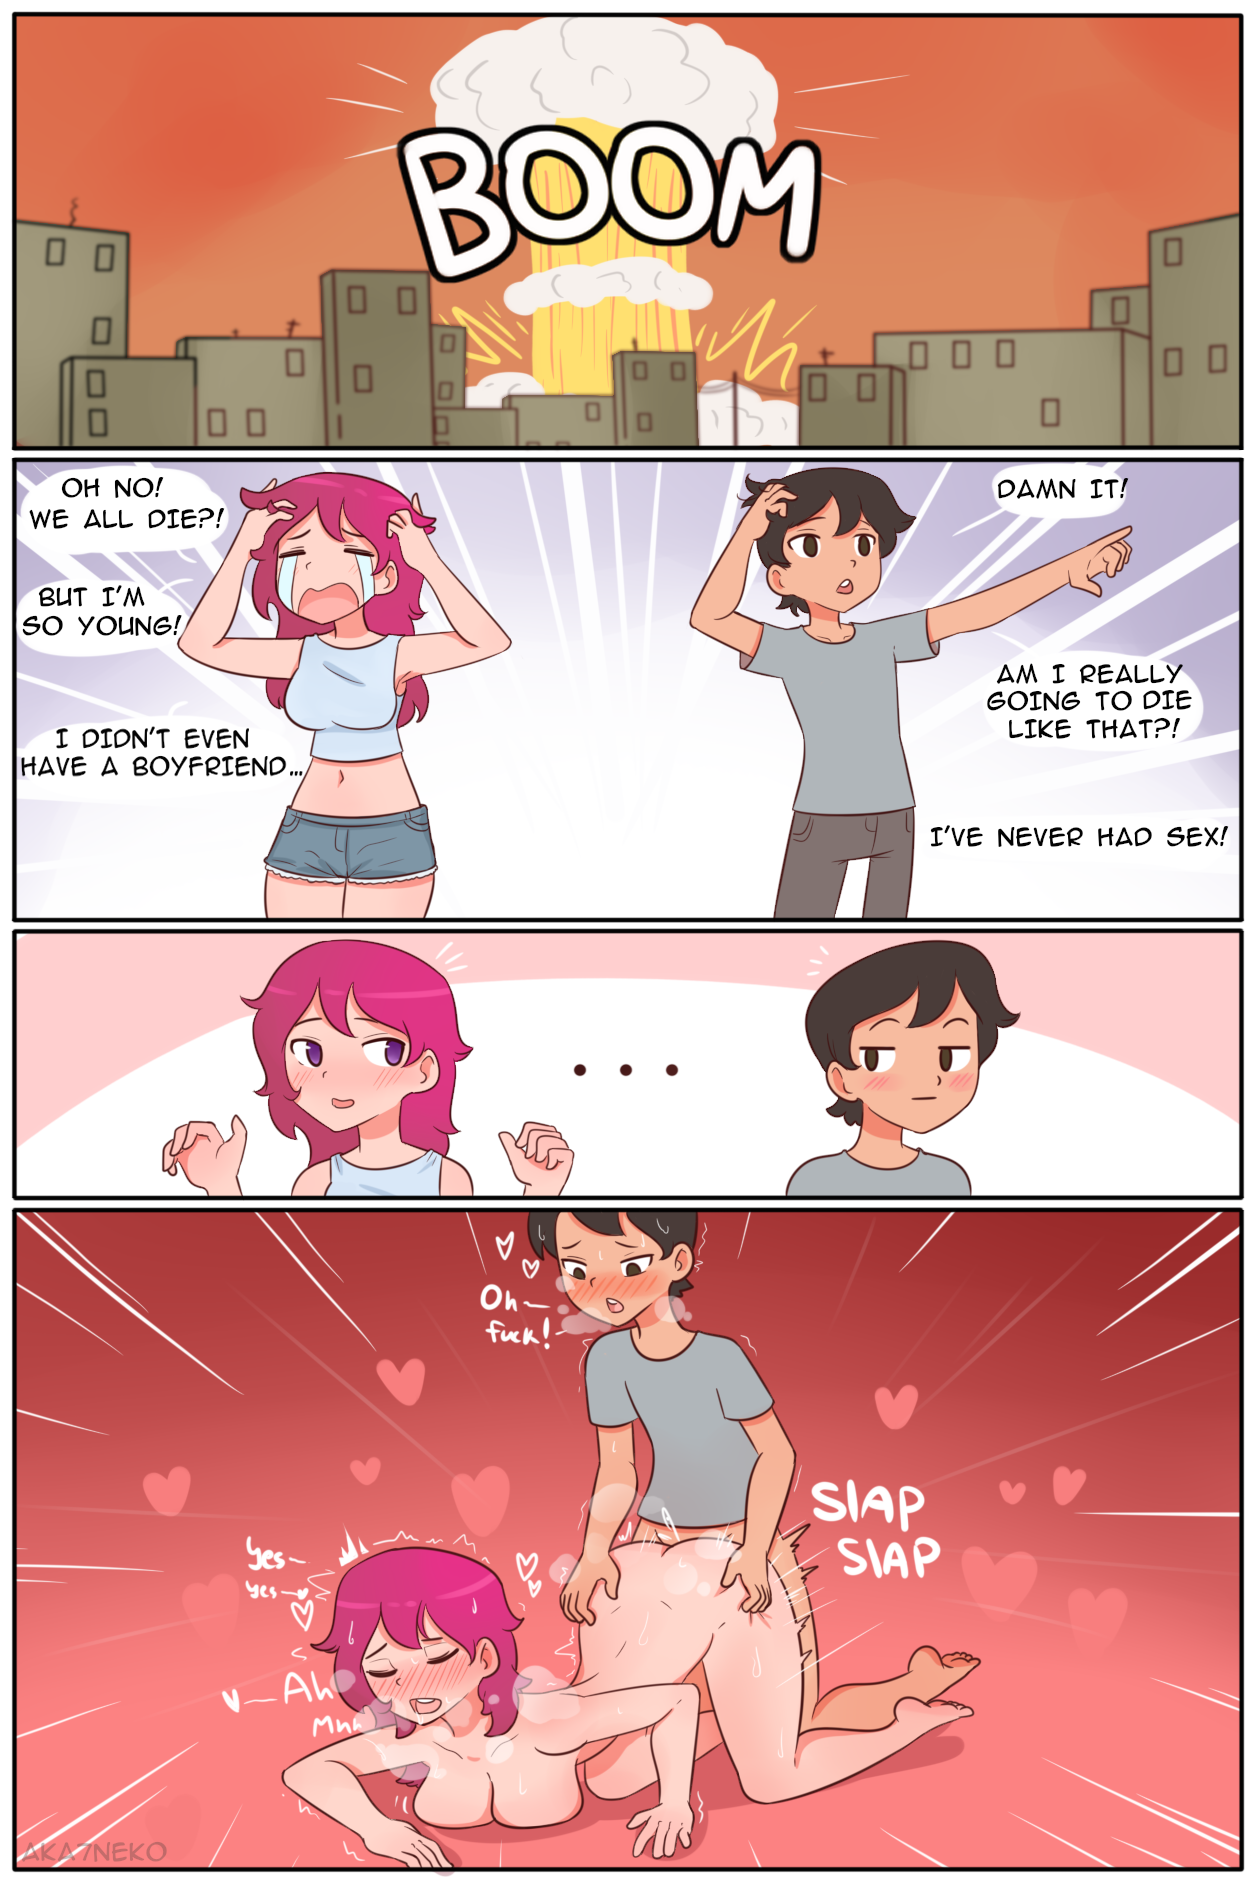 BOOM
OH NO!
WE ALL DIE?!
BUT I'M
SO YOUNG!
I DIDN'T EVEN
HAVE A BOYFRIEND...
DAMN IT!
AM I REALLY
GOING TO DIE
LIKE THAT?!
I'VE NEVER HAD SEX!
...
Oh~
fuck!
SlAP
SlAP
Yes~
yes~
Ah
Mhh
AKA7NEKO